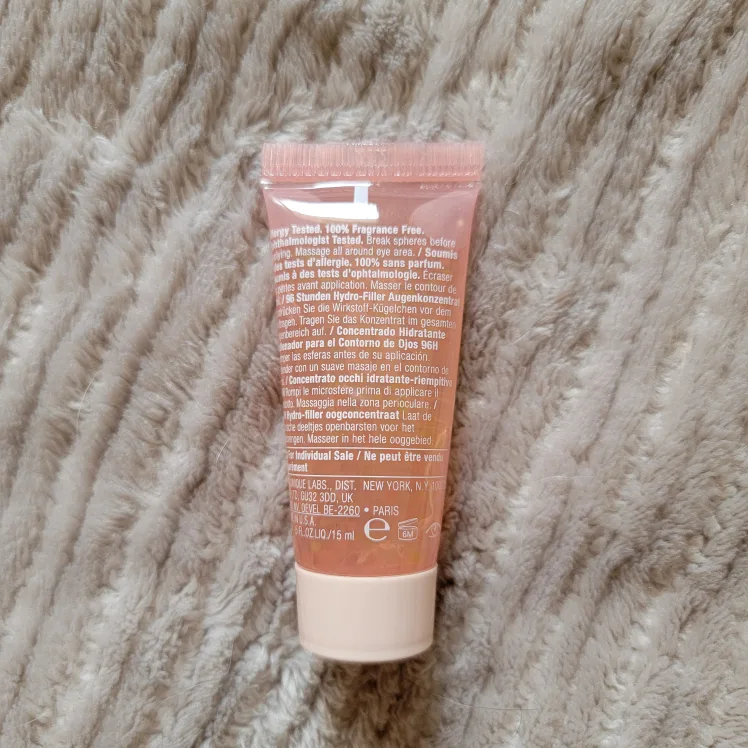 Tested. 100% Fragrance Free.
Tested. Break spheres before
Massage all around eye area. / Soumis
des tests d'allergie. 100% sans parfum.
à des tests d'ophtalmologie. Écraser
avant application. Masser le contour de
/ 96 Stunden Hydro-Filler Augenkonzentrat
Sie die Wirkstoff-Kügelchen vor dem
Tragen Sie das Konzentrat im gesamten
auf. / Concentrado Hidratante
para el Contorno de Ojos 96H
las esferas antes de su aplicación.
con un suave masaje en el contorno de
/ Concentrato occhi idratante-riempitivo
Rompi le microsfere prima di applicare il
Massaggia nella zona perioculare. /
Hydro-filler oogconcentraat Laat de
deeltjes openbarsten voor het
Masseer in het hele ooggebied.
For Individual Sale / Ne peut être vendu
LABS., DIST. NEW YORK, N.Y.
GU32 3DD, UK
DEVEL BE-2260 • PARIS
U.S.A.
FL.OZ.LIQ./15 ml e 6M